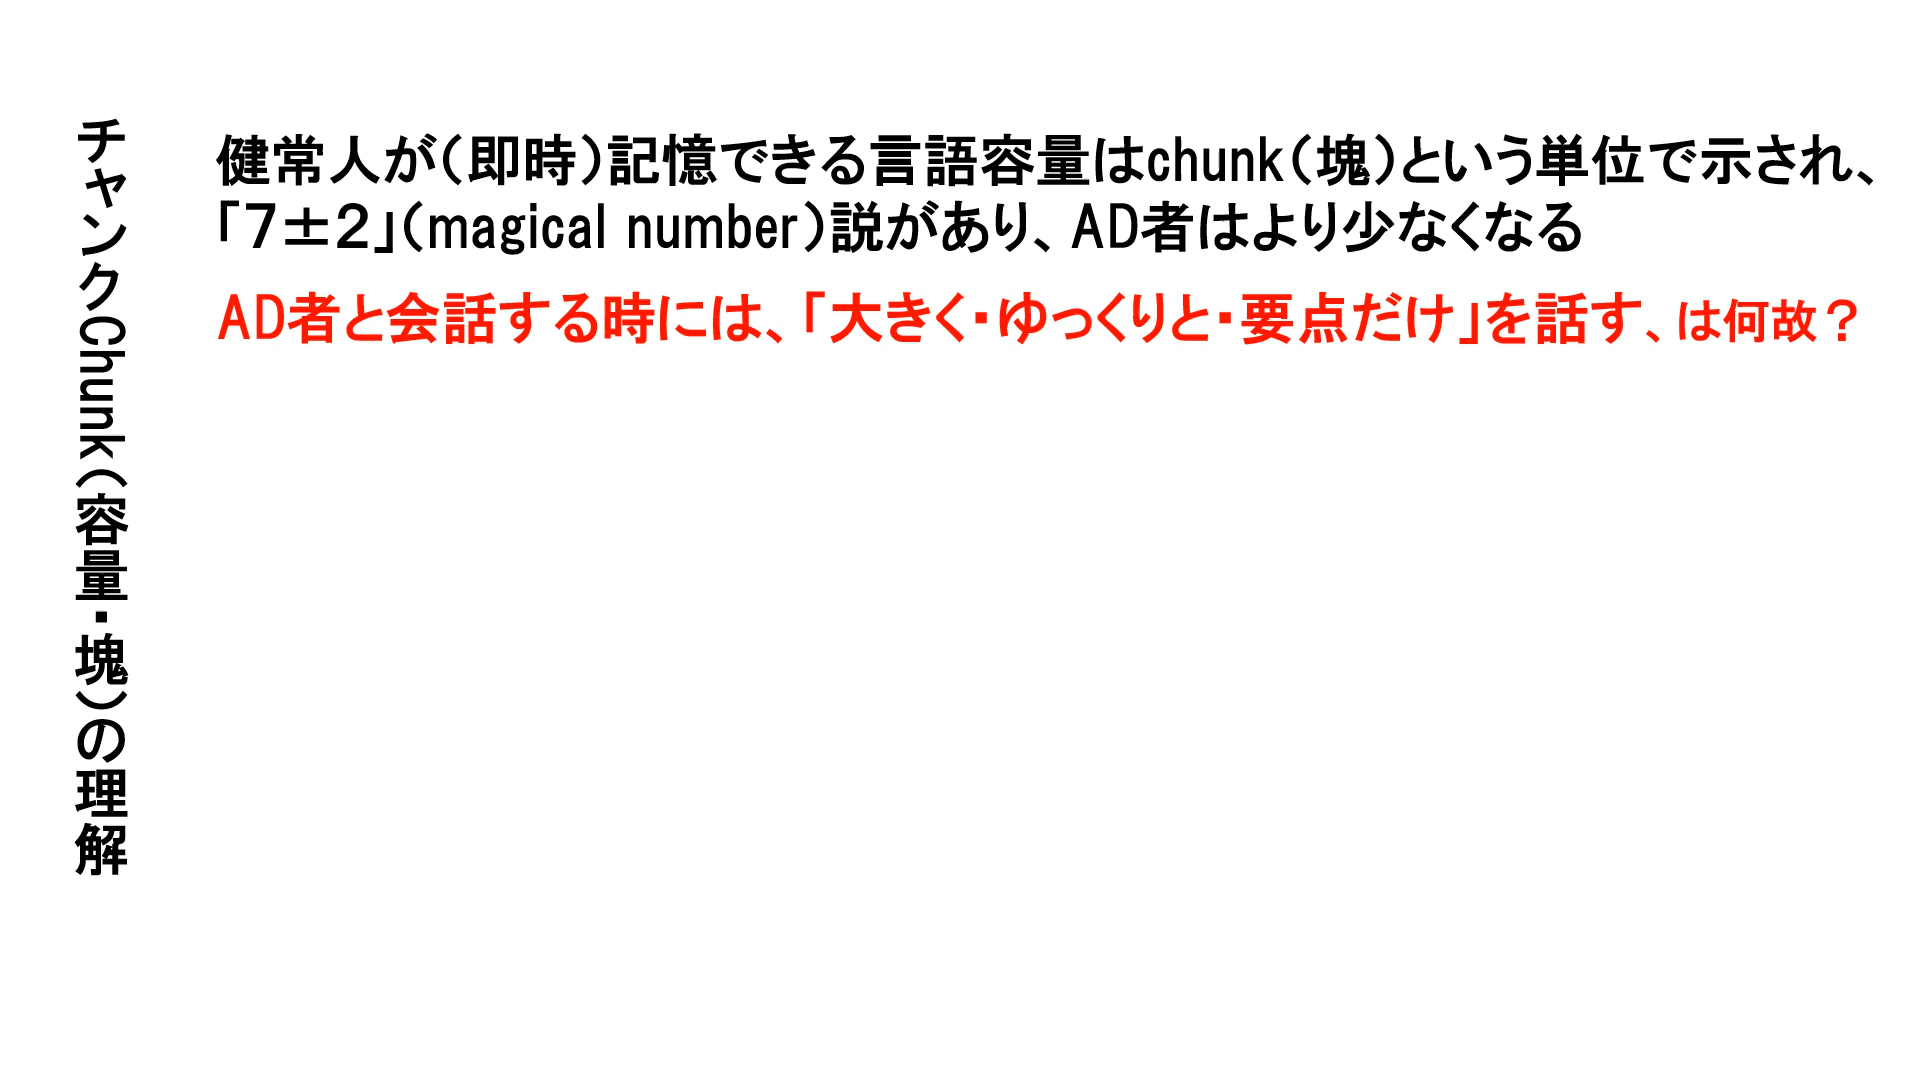 チャンクChunk（容量・塊）の理解
健常人が（即時）記憶できる言語容量はchunk（塊）という単位で示され、
「７±２」（magical number）説があり、AD者はより少なくなる
AD者と会話する時には、「大きく・ゆっくりと・要点だけ」を話す、は何故？